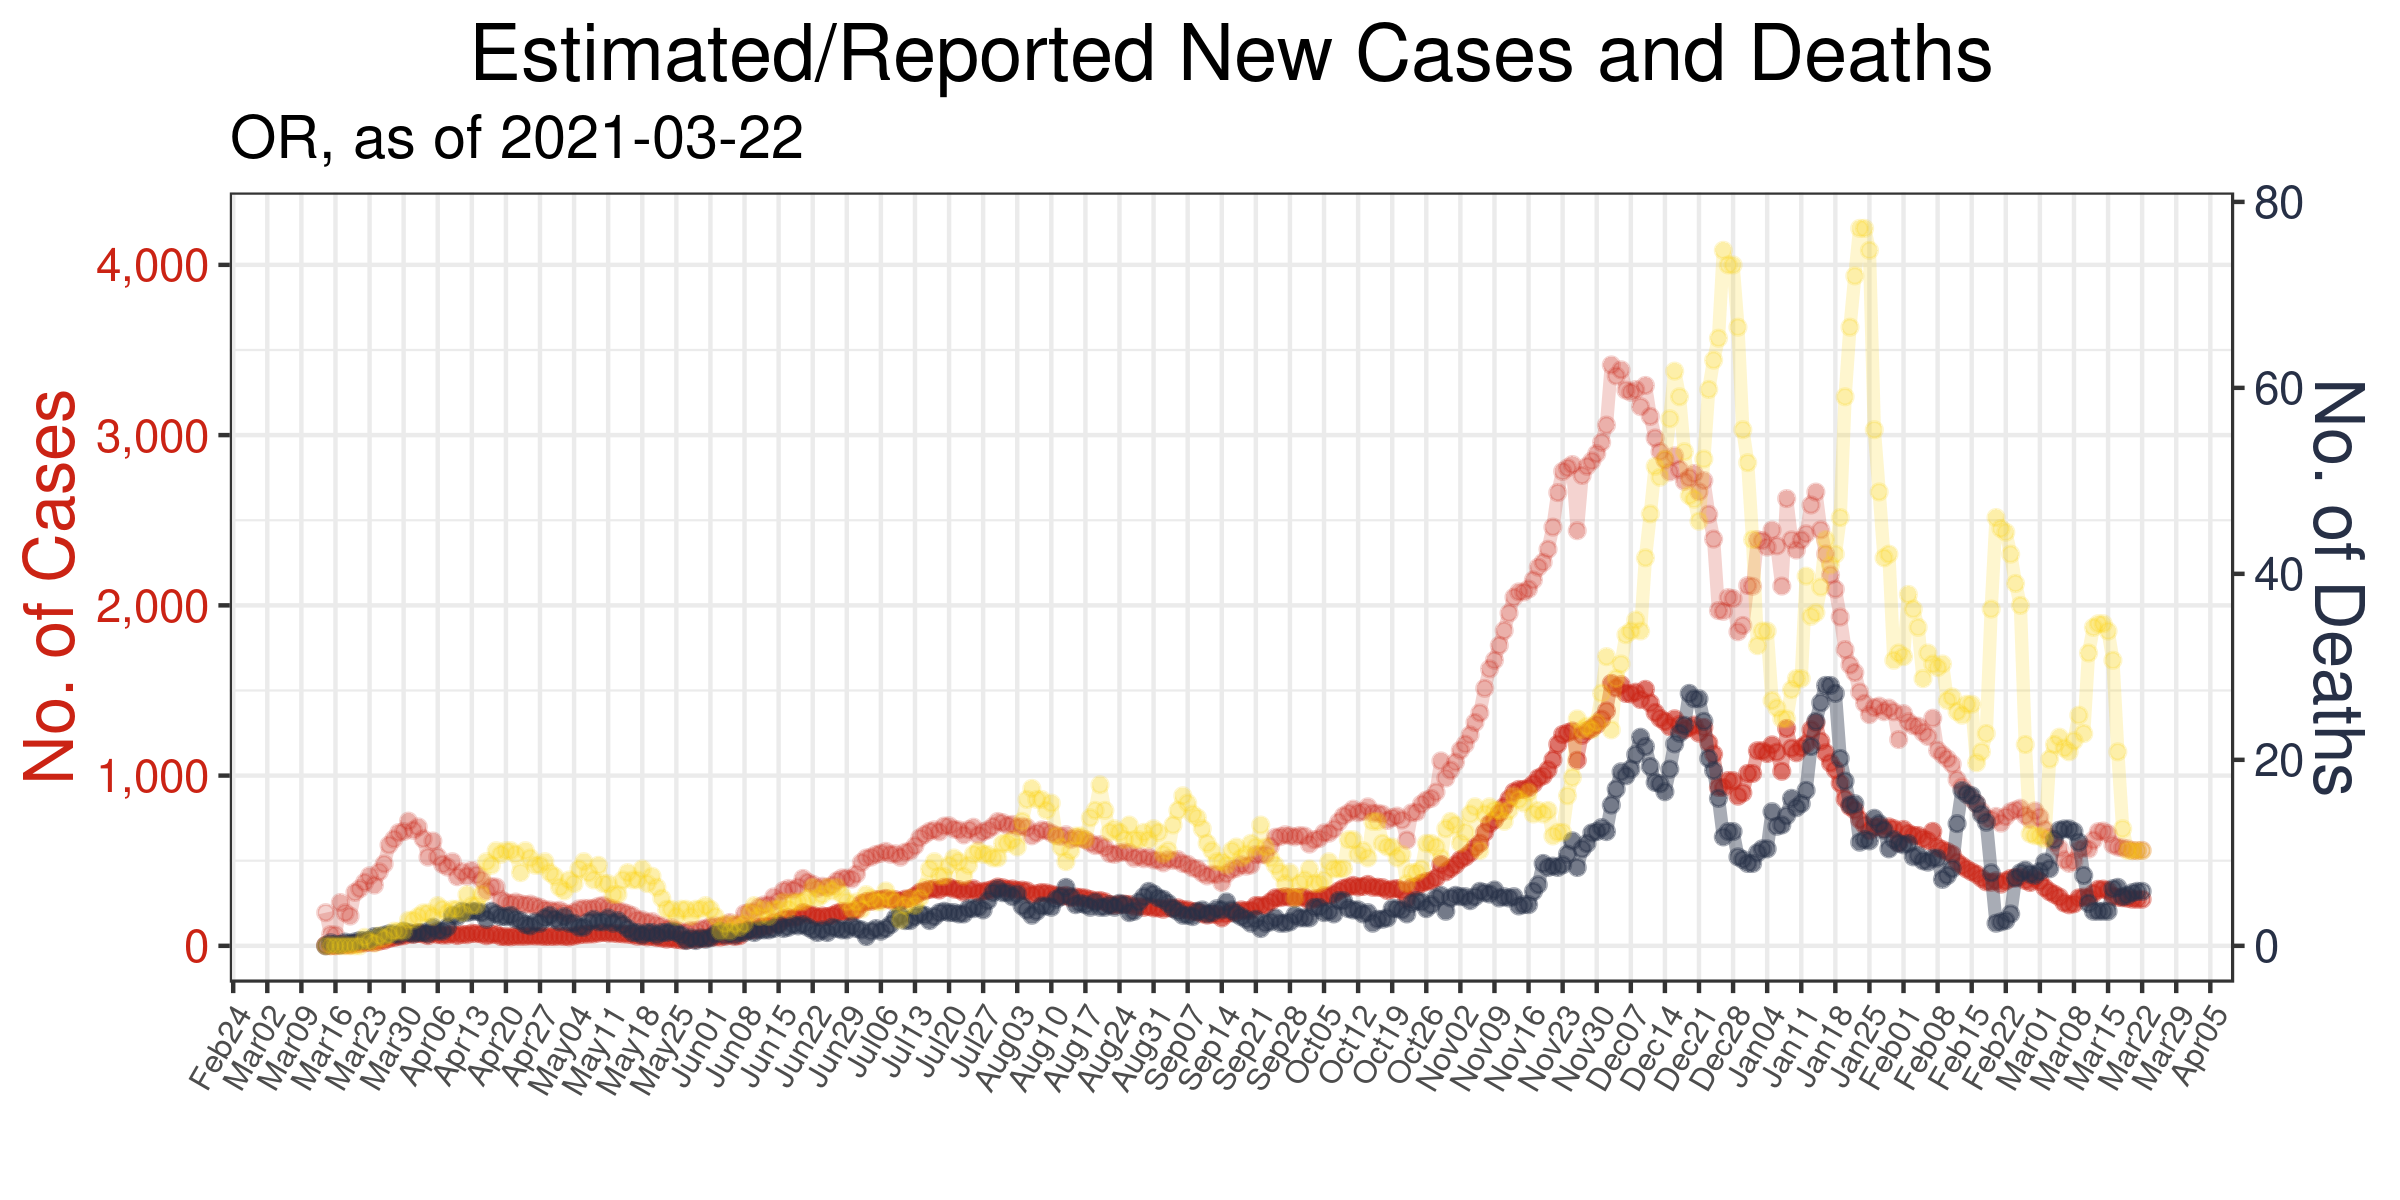 Estimated/Reported New Cases and Deaths
OR, as of 2021-03-22
No. of Cases
4,000
3,000
2,000
1,000
0
80
60
40
20
0
No. of Deaths
Feb24
Mar02
Mar09
Mar16
Mar23
Mar30
Apr06
Apr13
Apr20
Apr27
May04
May11
May18
May25
Jun01
Jun08
Jun15
Jun22
Jun29
Jul06
Jul13
Jul20
Jul27
Aug03
Aug10
Aug17
Aug24
Aug31
Sep07
Sep14
Sep21
Sep28
Oct05
Oct12
Oct19
Oct26
Nov02
Nov09
Nov16
Nov23
Nov30
Dec07
Dec14
Dec21
Dec28
Jan04
Jan11
Jan18
Jan25
Feb01
Feb08
Feb15
Feb22
Mar01
Mar08
Mar15
Mar22
Mar29
Apr05